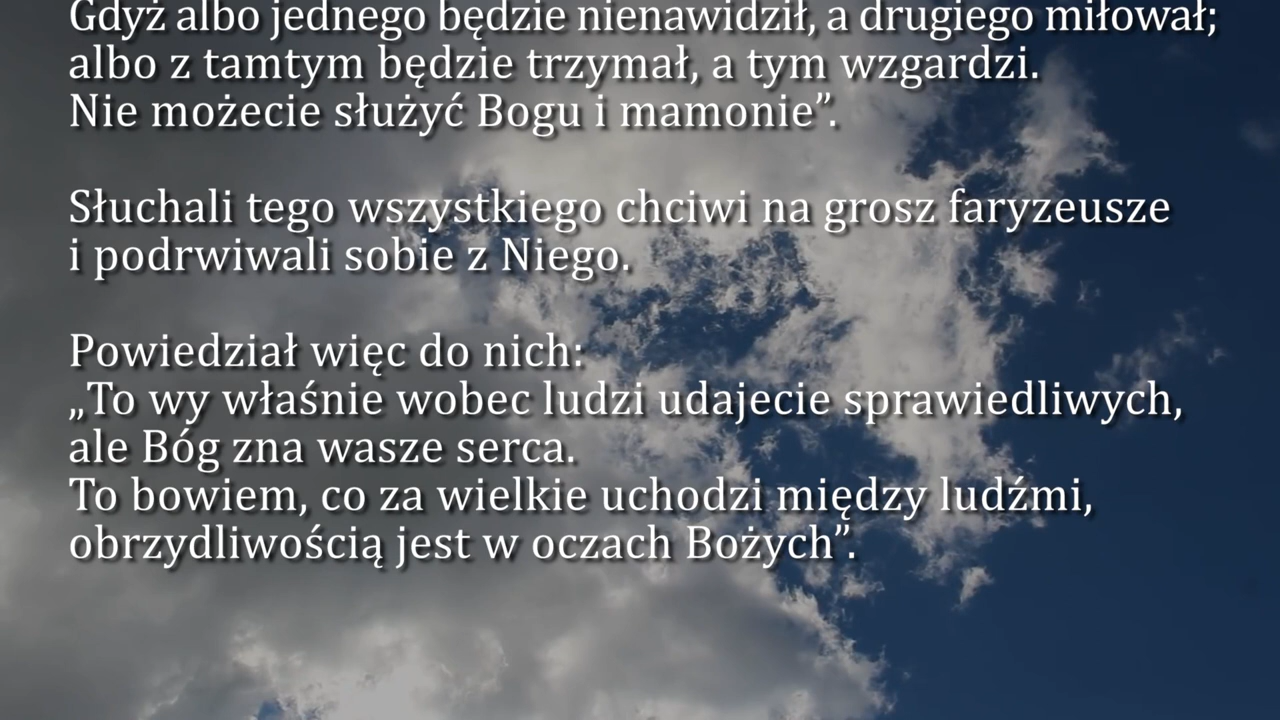 Gdyż albo jednego będzie nienawidził, a drugiego miłował;
albo z tamtym będzie trzymał, a tym wzgardzi.
Nie możecie służyć Bogu i mamonie”.
Słuchali tego wszystkiego chciwi na grosz faryzeusze
i podrwiwali sobie z Niego.
Powiedział więc do nich:
„To wy właśnie wobec ludzi udajecie sprawiedliwych,
ale Bóg zna wasze serca.
To bowiem, co za wielkie uchodzi między ludźmi,
obrzydliwością jest w oczach Bożych”.